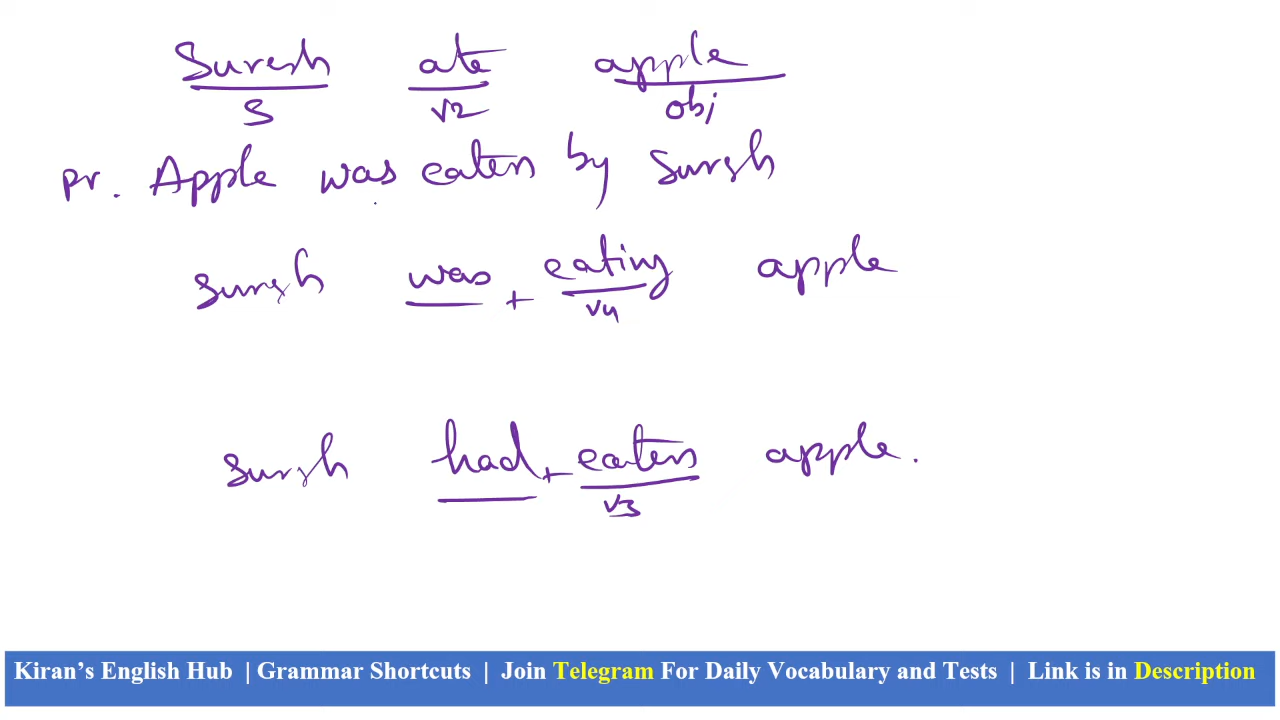 Suresh ate apple
S V2 obj
pr. Apple was eaten by Suresh
Suresh was + eating apple
V4
Suresh had + eaten apple.
V3
Kiran's English Hub | Grammar Shortcuts | Join Telegram For Daily Vocabulary and Tests | Link is in Description